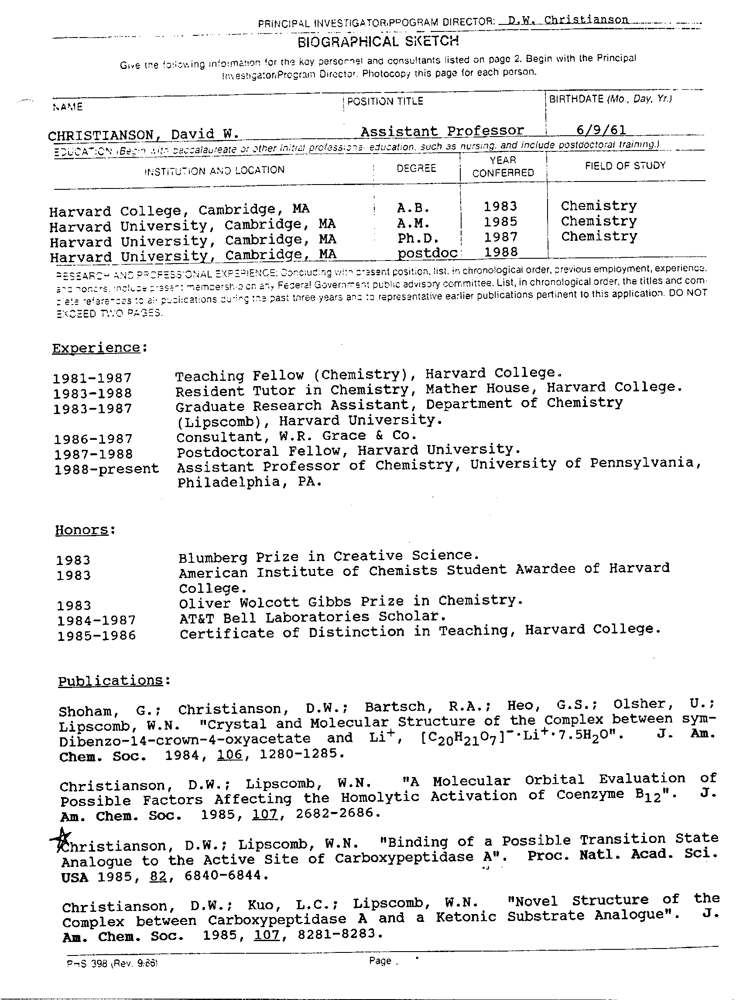 PRINCIPAL INVESTIGATOR/PROGRAM DIRECTOR: D.W. Christianson
BIOGRAPHICAL SKETCH
Give the following information for the key personnel and consultants listed on page 2. Begin with the Principal
Investigator/Program Director. Photocopy this page for each person.
NAME POSITION TITLE BIRTHDATE (Mo., Day, Yr.)
CHRISTIANSON, David W. Assistant Professor 6/9/61
EDUCATION (Begin with baccalaureate or other initial professional education, such as nursing, and include postdoctoral training.)
INSTITUTION AND LOCATION DEGREE YEAR CONFERRED FIELD OF STUDY
Harvard College, Cambridge, MA A.B. 1983 Chemistry
Harvard University, Cambridge, MA A.M. 1985 Chemistry
Harvard University, Cambridge, MA Ph.D. 1987 Chemistry
Harvard University, Cambridge, MA postdoc 1988
RESEARCH AND PROFESSIONAL EXPERIENCE: Concluding with present position, list, in chronological order, previous employment, experience,
and honors. Include present membership on any Federal Government public advisory committee. List, in chronological order, the titles and com-
plete references to all publications during the past three years and to representative earlier publications pertinent to this application. DO NOT
EXCEED TWO PAGES.
Experience:
1981-1987 Teaching Fellow (Chemistry), Harvard College.
1983-1988 Resident Tutor in Chemistry, Mather House, Harvard College.
1983-1987 Graduate Research Assistant, Department of Chemistry
(Lipscomb), Harvard University.
1986-1987 Consultant, W.R. Grace & Co.
1987-1988 Postdoctoral Fellow, Harvard University.
1988-present Assistant Professor of Chemistry, University of Pennsylvania,
Philadelphia, PA.
Honors:
1983 Blumberg Prize in Creative Science.
1983 American Institute of Chemists Student Awardee of Harvard
College.
1983 Oliver Wolcott Gibbs Prize in Chemistry.
1984-1987 AT&T Bell Laboratories Scholar.
1985-1986 Certificate of Distinction in Teaching, Harvard College.
Publications:
Shoham, G.; Christianson, D.W.; Bartsch, R.A.; Heo, G.S.; Olsher, U.;
Lipscomb, W.N. "Crystal and Molecular Structure of the Complex between sym-
Dibenzo-14-crown-4-oxyacetate and Li⁺, [C₂₀H₂₁O₇]⁻·Li⁺·7.5H₂O". J. Am.
Chem. Soc. 1984, 106, 1280-1285.
Christianson, D.W.; Lipscomb, W.N. "A Molecular Orbital Evaluation of
Possible Factors Affecting the Homolytic Activation of Coenzyme B₁₂". J.
Am. Chem. Soc. 1985, 107, 2682-2686.
Christianson, D.W.; Lipscomb, W.N. "Binding of a Possible Transition State
Analogue to the Active Site of Carboxypeptidase A". Proc. Natl. Acad. Sci.
USA 1985, 82, 6840-6844.
Christianson, D.W.; Kuo, L.C.; Lipscomb, W.N. "Novel Structure of the
Complex between Carboxypeptidase A and a Ketonic Substrate Analogue". J.
Am. Chem. Soc. 1985, 107, 8281-8283.
PHS 398 (Rev. 9/86) Page